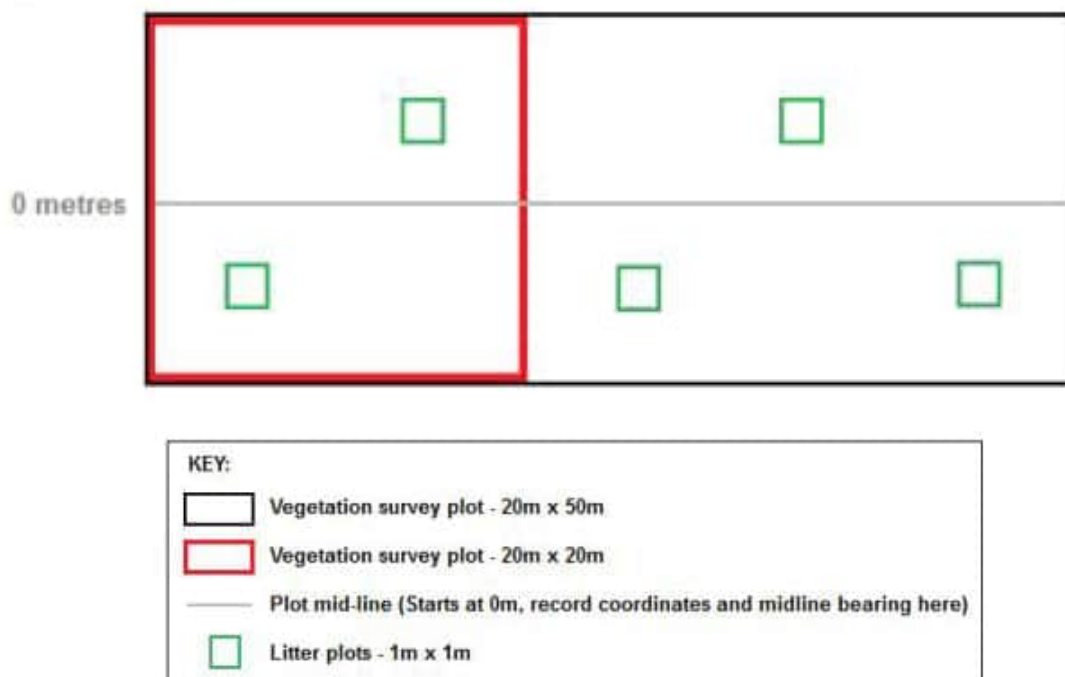 0 metres
KEY:
Vegetation survey plot - 20m x 50m
Vegetation survey plot - 20m x 20m
Plot mid-line (Starts at 0m, record coordinates and midline bearing here)
Litter plots - 1m x 1m